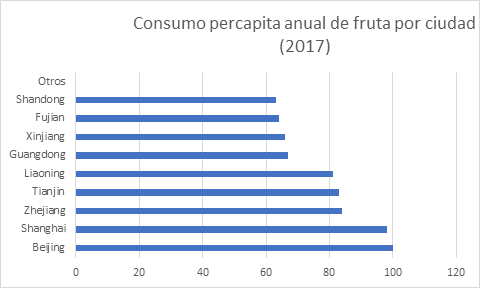 Consumo percapita anual de fruta por ciudad
(2017)
Otros
Shandong
Fujian
Xinjiang
Guangdong
Liaoning
Tianjin
Zhejiang
Shanghai
Beijing
0 20 40 60 80 100 120